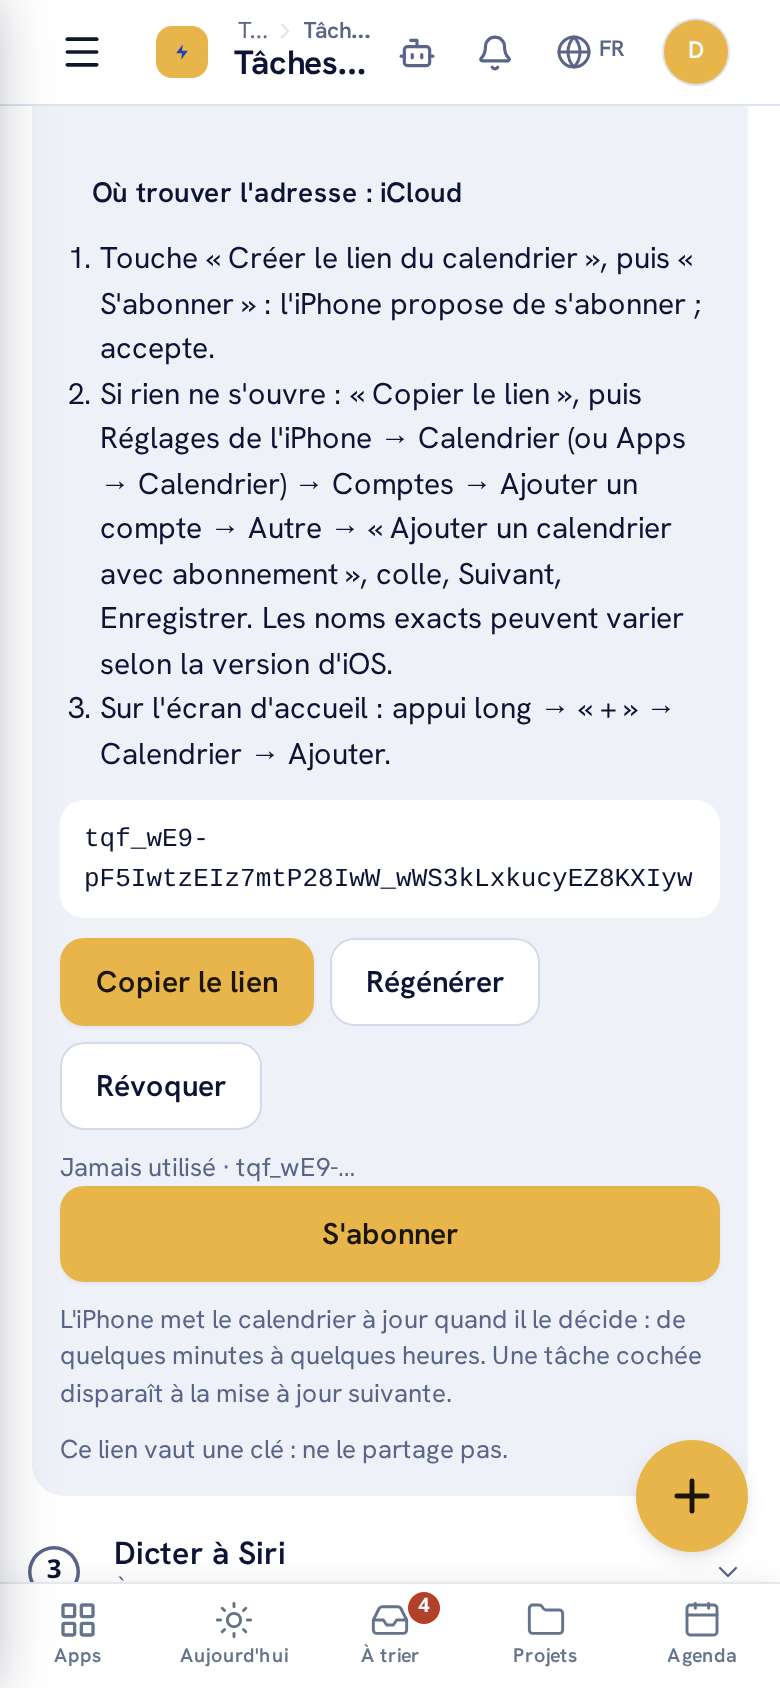 T... > Tâch...
Tâches...
FR
D
Où trouver l'adresse : iCloud
1. Touche « Créer le lien du calendrier », puis «
S'abonner » : l'iPhone propose de s'abonner ;
accepte.
2. Si rien ne s'ouvre : « Copier le lien », puis
Réglages de l'iPhone → Calendrier (ou Apps
→ Calendrier) → Comptes → Ajouter un
compte → Autre → « Ajouter un calendrier
avec abonnement », colle, Suivant,
Enregistrer. Les noms exacts peuvent varier
selon la version d'iOS.
3. Sur l'écran d'accueil : appui long → « + » →
Calendrier → Ajouter.
tqf_wE9-
pF5IwtzEIz7mtP28IwW_wWS3kLxkucyEZ8KXIyw
Copier le lien
Régénérer
Révoquer
Jamais utilisé · tqf_wE9-...
S'abonner
L'iPhone met le calendrier à jour quand il le décide : de
quelques minutes à quelques heures. Une tâche cochée
disparaît à la mise à jour suivante.
Ce lien vaut une clé : ne le partage pas.
3
Dicter à Siri
4
Apps
Aujourd'hui
À trier
Projets
Agenda